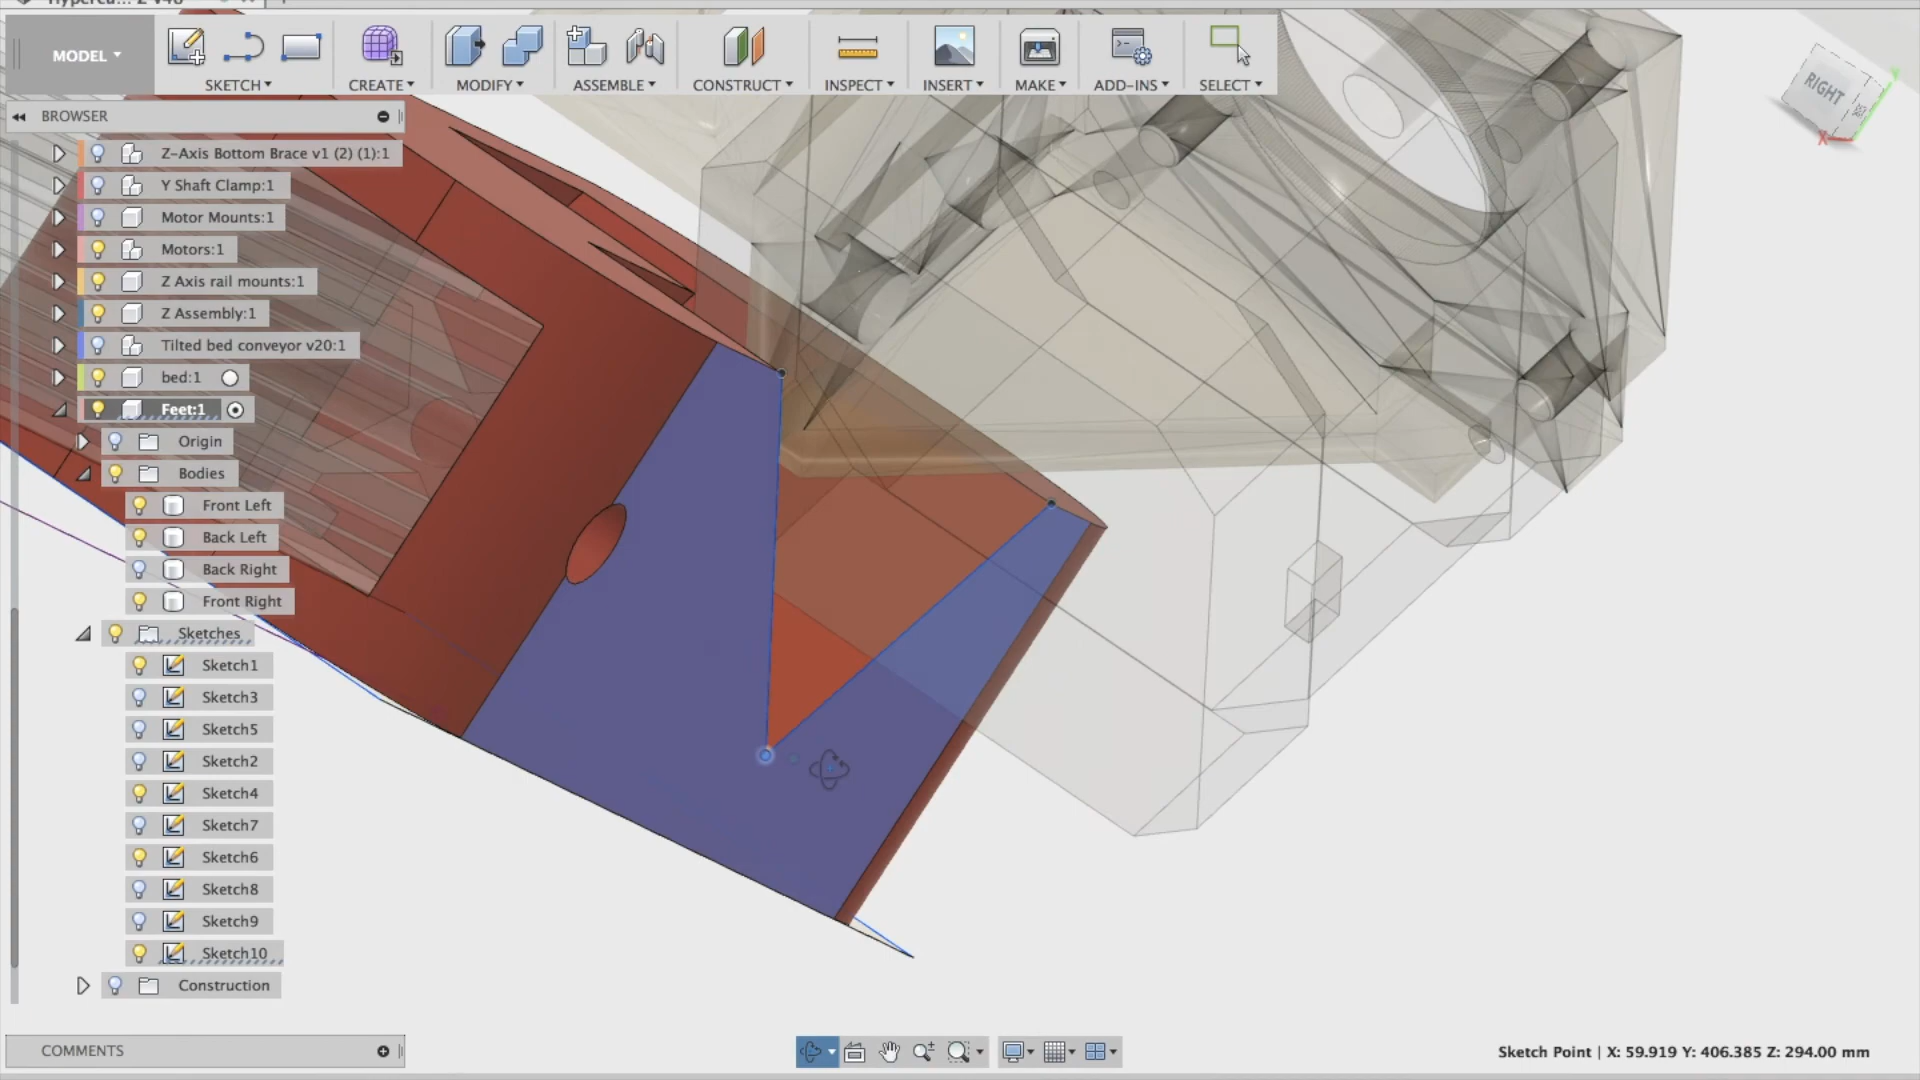 MODEL
SKETCH
CREATE
MODIFY
ASSEMBLE
CONSTRUCT
INSPECT
INSERT
MAKE
ADD-INS
SELECT
RIGHT
X
BROWSER
Z-Axis Bottom Brace v1 (2) (1):1
Y Shaft Clamp:1
Motor Mounts:1
Motors:1
Z Axis rail mounts:1
Z Assembly:1
Tilted bed conveyor v20:1
bed:1
Feet:1
Origin
Bodies
Front Left
Back Left
Back Right
Front Right
Sketches
Sketch1
Sketch3
Sketch5
Sketch2
Sketch4
Sketch7
Sketch6
Sketch8
Sketch9
Sketch10
Construction
COMMENTS
Sketch Point | X: 59.919 Y: 406.385 Z: 294.00 mm